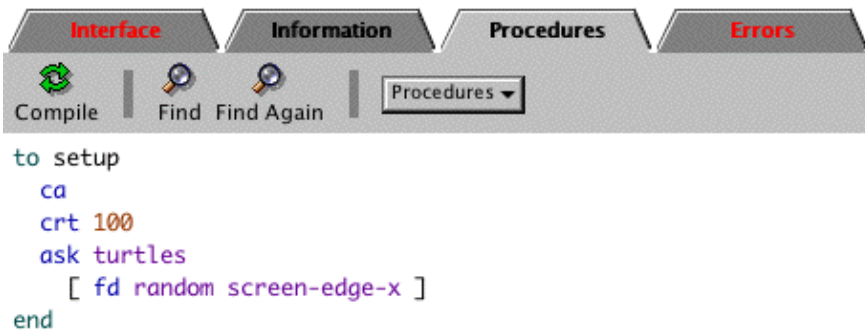 Interface Information Procedures Errors
Compile Find Find Again Procedures
to setup
ca
crt 100
ask turtles
[ fd random screen-edge-x ]
end